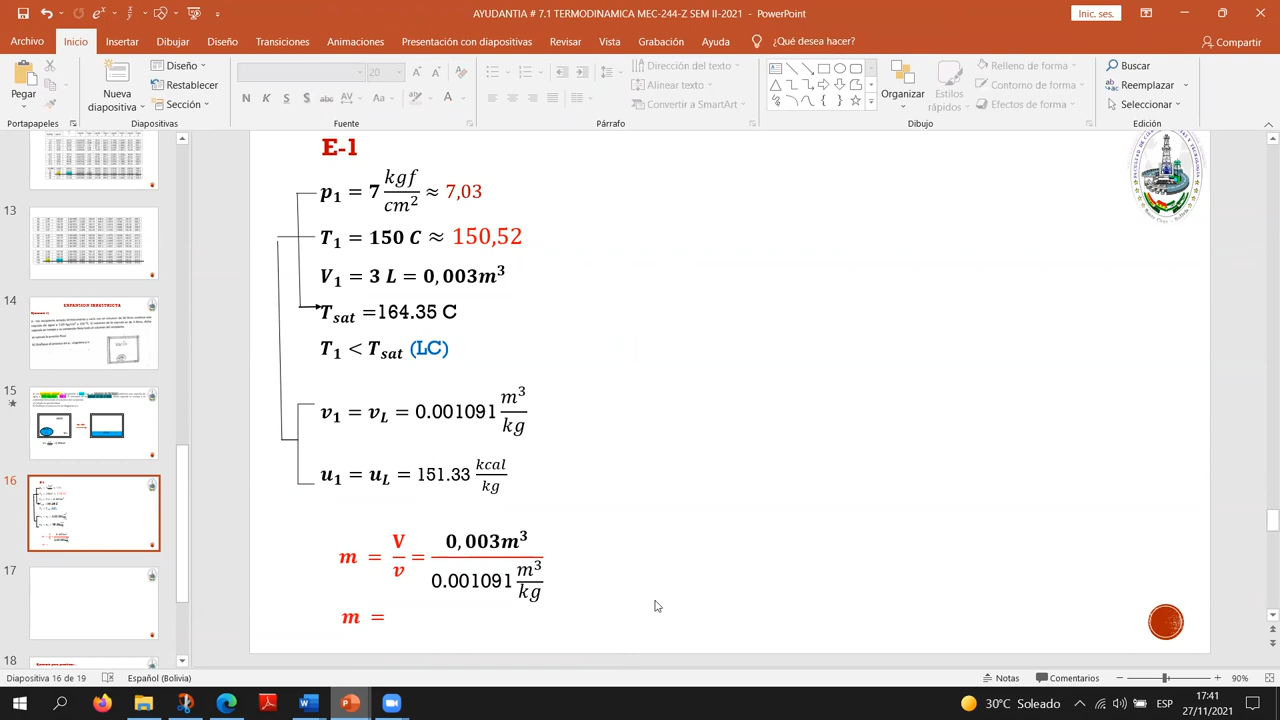 AYUDANTIA # 7.1 TERMODINAMICA MEC-244-Z SEM II-2021 - PowerPoint
Inic. ses.
Archivo Inicio Insertar Dibujar Diseño Transiciones Animaciones Presentación con diapositivas Revisar Vista Grabación Ayuda ¿Qué desea hacer? Compartir
Pegar
Nueva diapositiva
Diseño
Restablecer
Sección
20
N K S abc AV Aa A
Dirección del texto
Alinear texto
Convertir a SmartArt
Organizar
Estilos rápidos
Relleno de forma
Contorno de forma
Efectos de forma
Buscar
Reemplazar
Seleccionar
Portapapeles Diapositivas Fuente Párrafo Dibujo Edición
13
14
EXPANSION IRRESTRICTA
15
16
17
18
E-1
p₁ = 7 kgf/cm² ≈ 7,03
T₁ = 150 C ≈ 150,52
V₁ = 3 L = 0,003m³
T_sat =164.35 C
T₁ < T_sat (LC)
v₁ = v_L = 0.001091 m³/kg
u₁ = u_L = 151.33 kcal/kg
m = V/v = 0,003m³ / 0.001091 m³/kg
m =
Diapositiva 16 de 19 Español (Bolivia) Notas Comentarios 90%
30°C Soleado ESP 17:41
27/11/2021